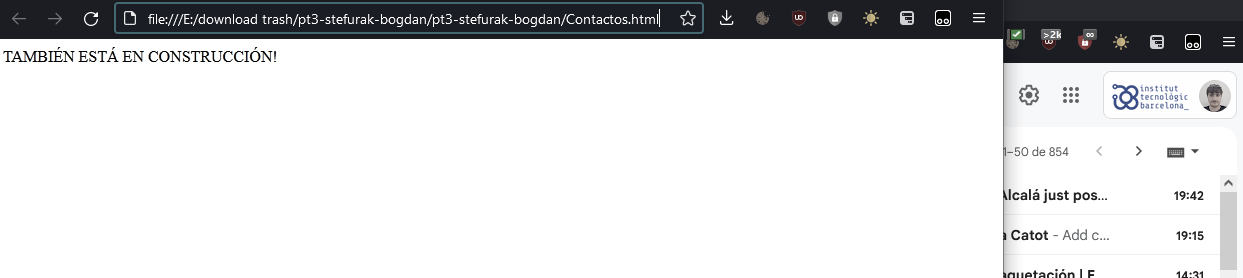 file:///E:/download trash/pt3-stefurak-bogdan/pt3-stefurak-bogdan/Contactos.html
TAMBIÉN ESTÁ EN CONSTRUCCIÓN!
>2k
∞
institut
tecnològic
barcelona_
1–50 de 854
Alcalá just pos... 19:42
a Catot - Add c... 19:15
14:31